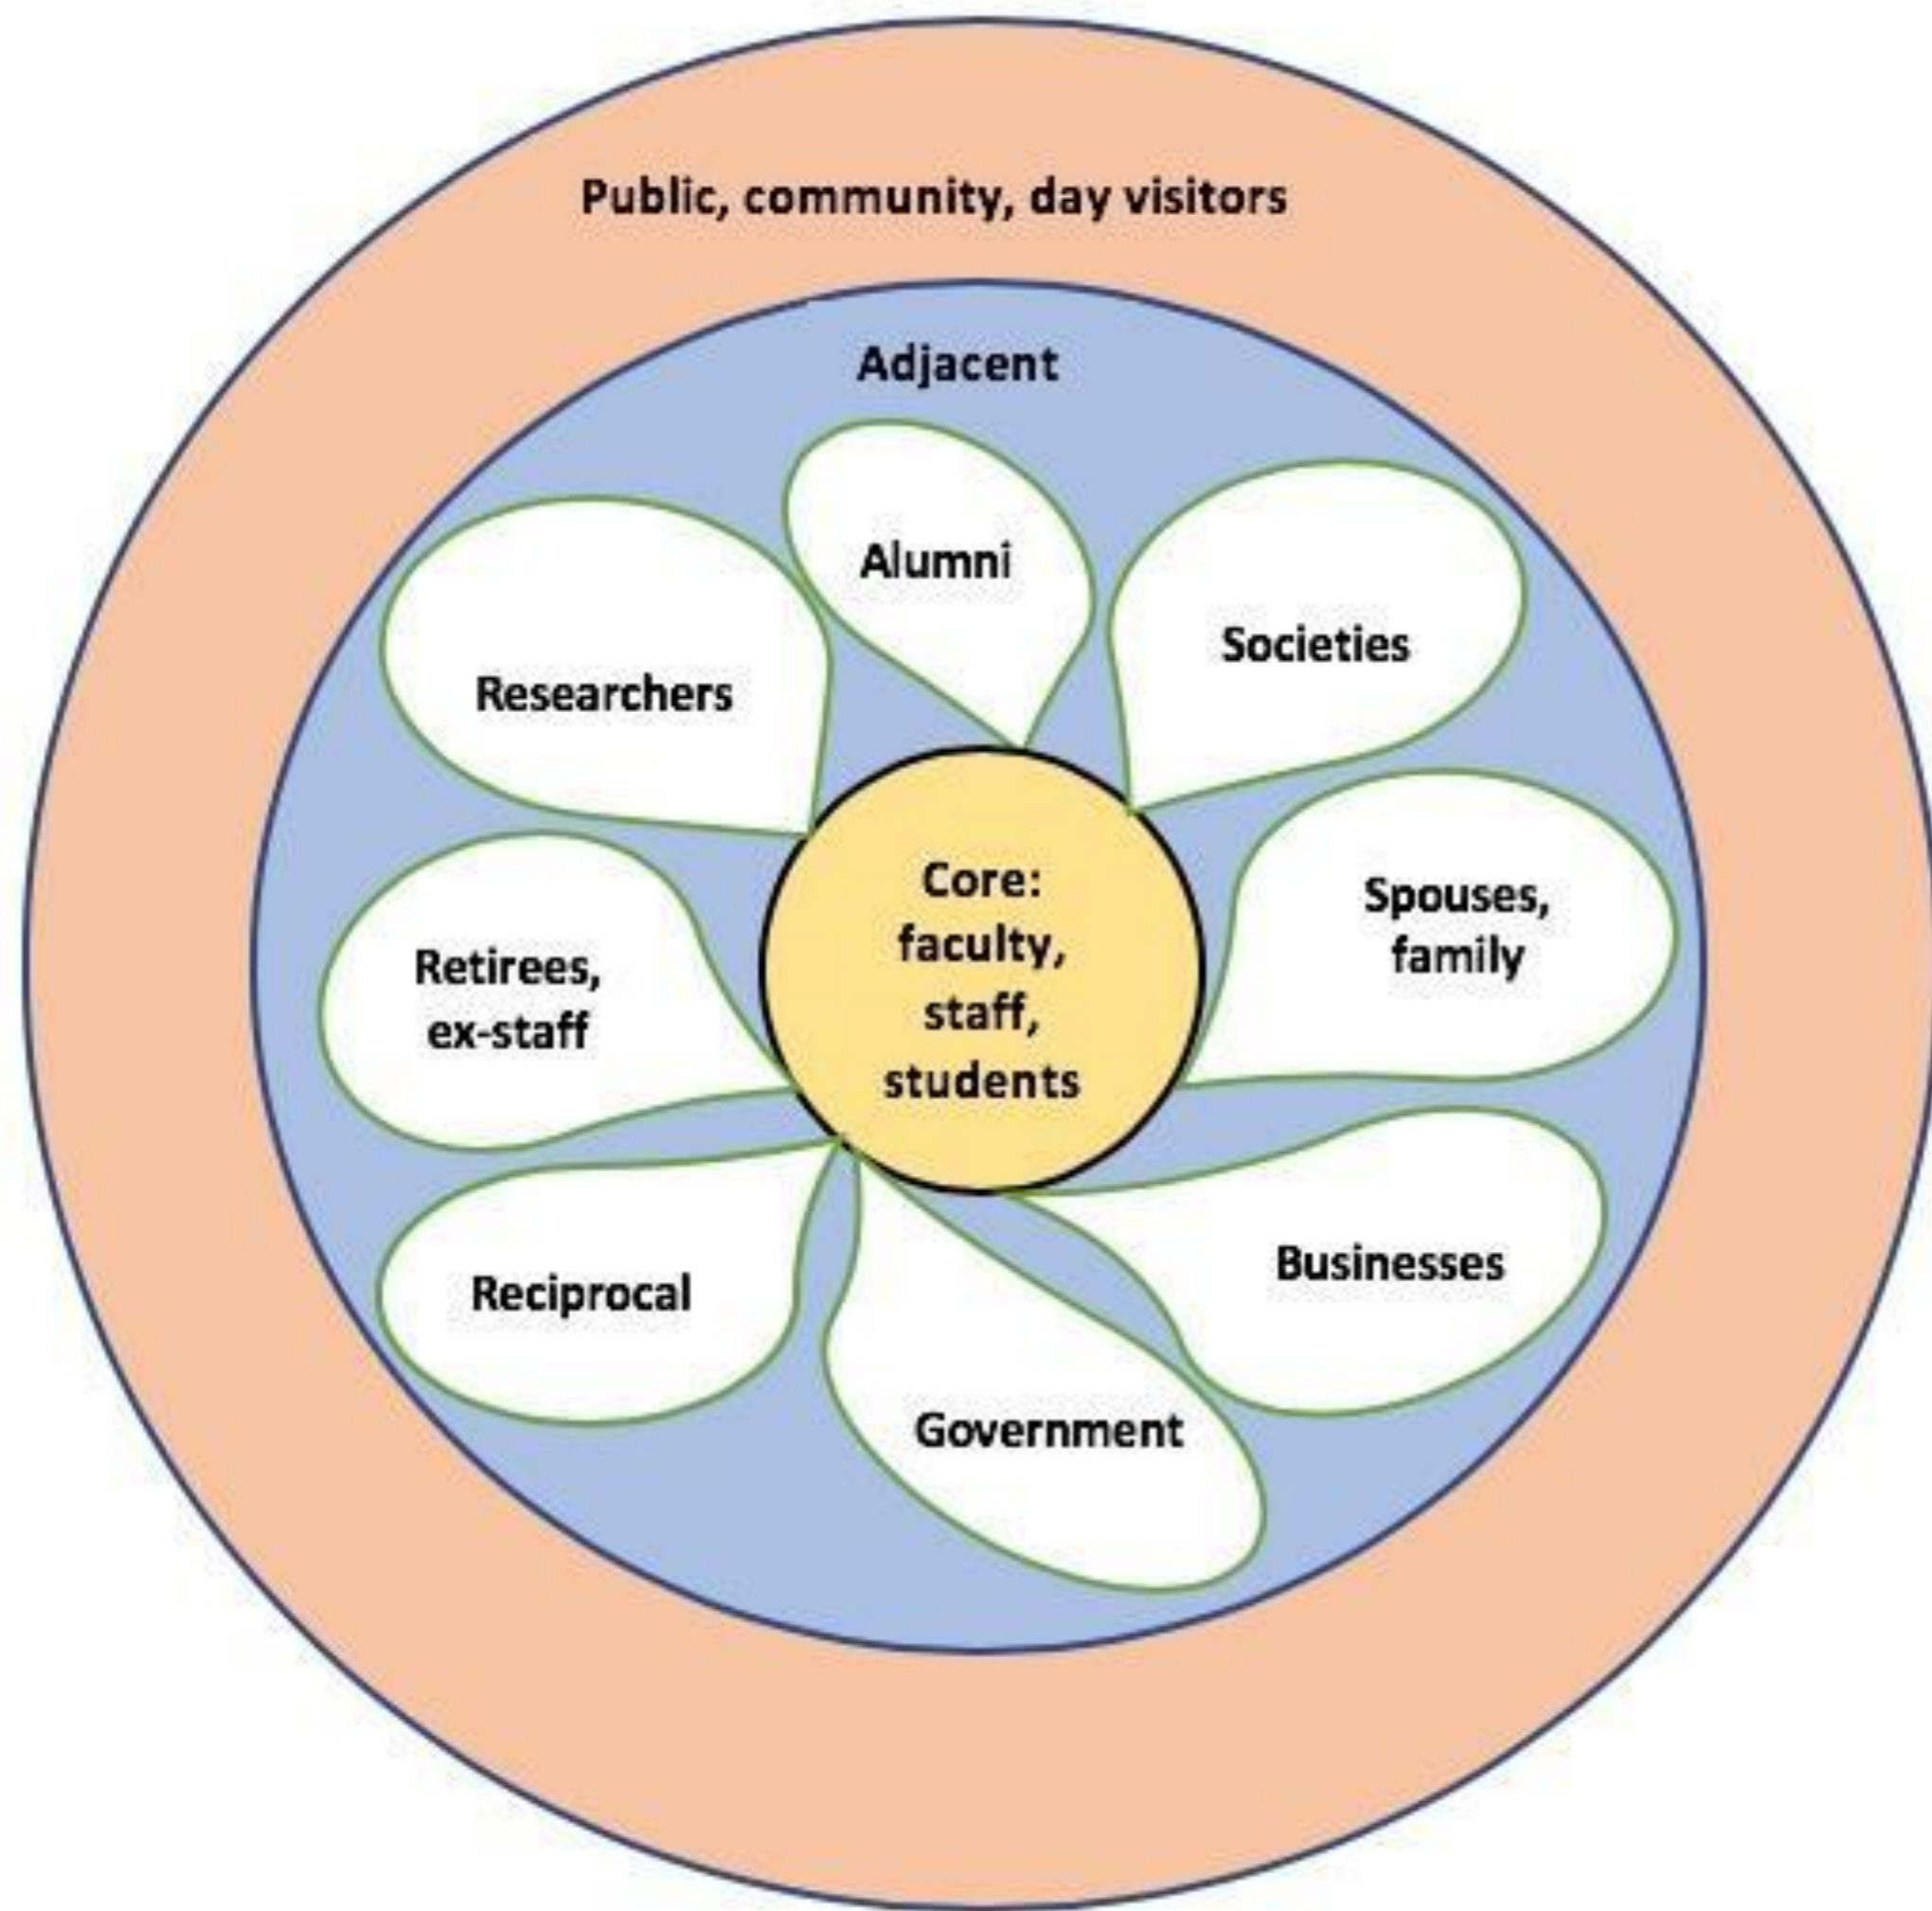 Public, community, day visitors
Adjacent
Alumni
Societies
Researchers
Spouses,
family
Core:
faculty,
staff,
students
Retirees,
ex-staff
Businesses
Reciprocal
Government